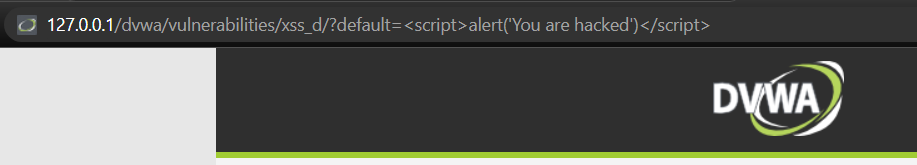 127.0.0.1/dvwa/vulnerabilities/xss_d/?default=<script>alert('You are hacked')</script>
DVWA